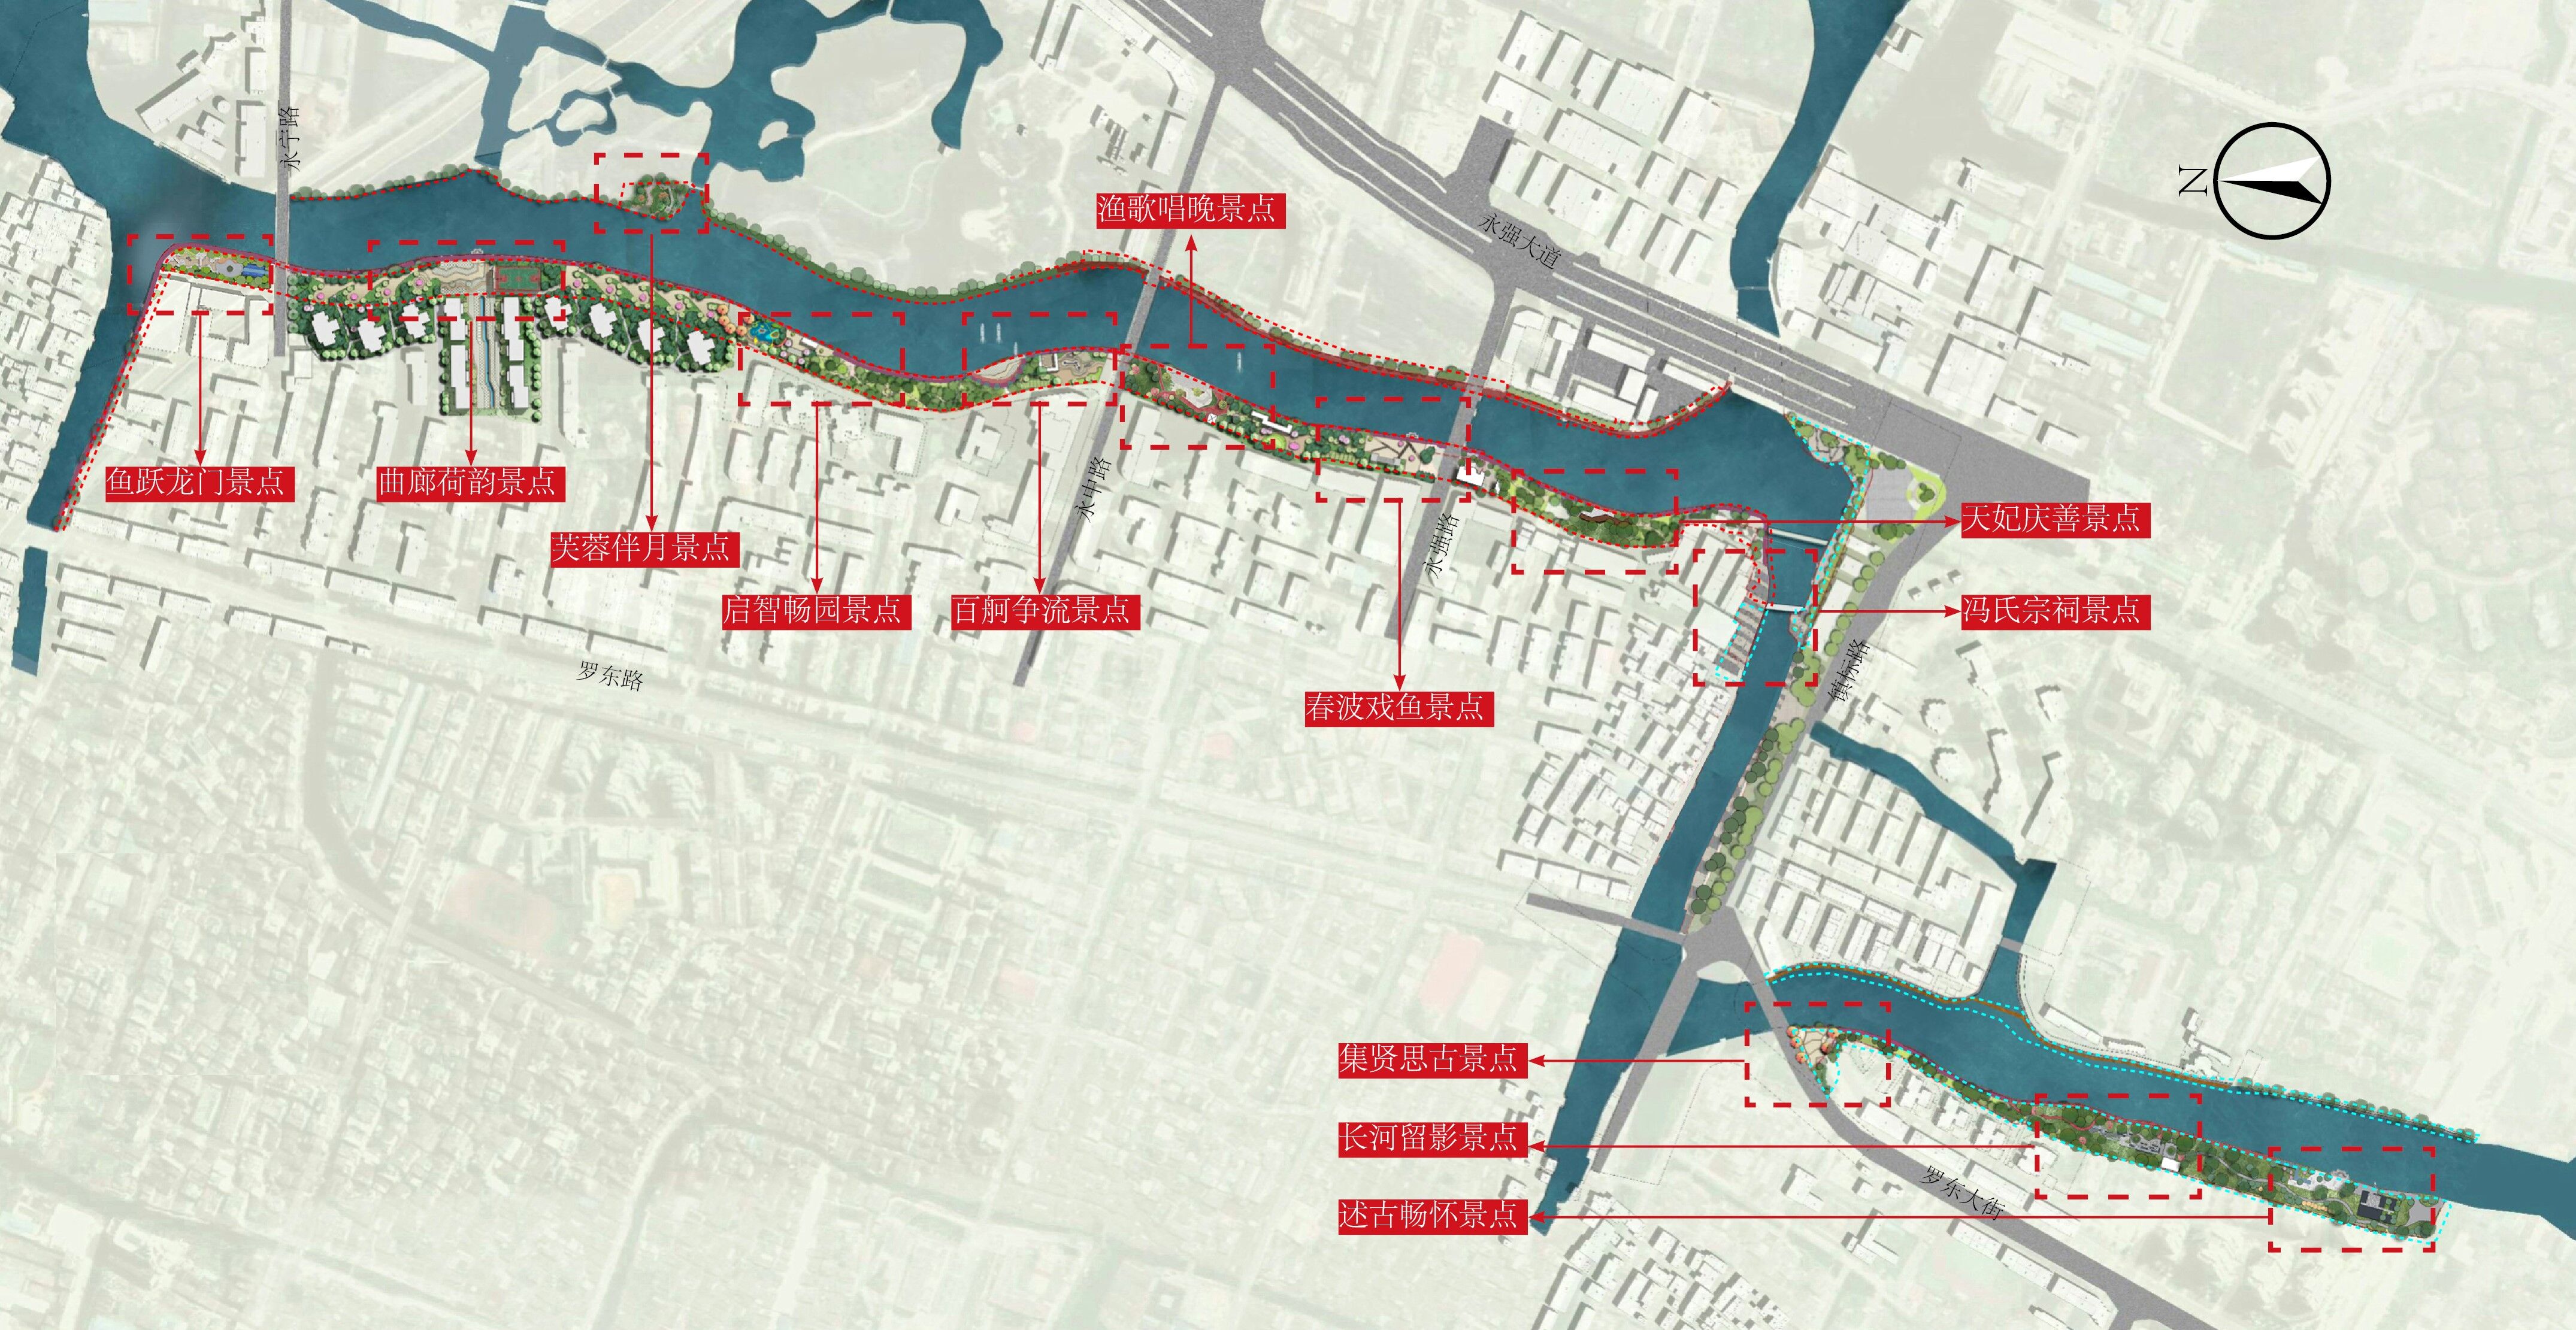 永宁路
N
渔歌唱晚景点
永强大道
鱼跃龙门景点
曲廊荷韵景点
永中路
芙蓉伴月景点
永强路
天妃庆善景点
启智畅园景点
百舸争流景点
冯氏宗祠景点
罗东路
镇标路
春波戏鱼景点
集贤思古景点
长河留影景点
罗东大街
述古畅怀景点